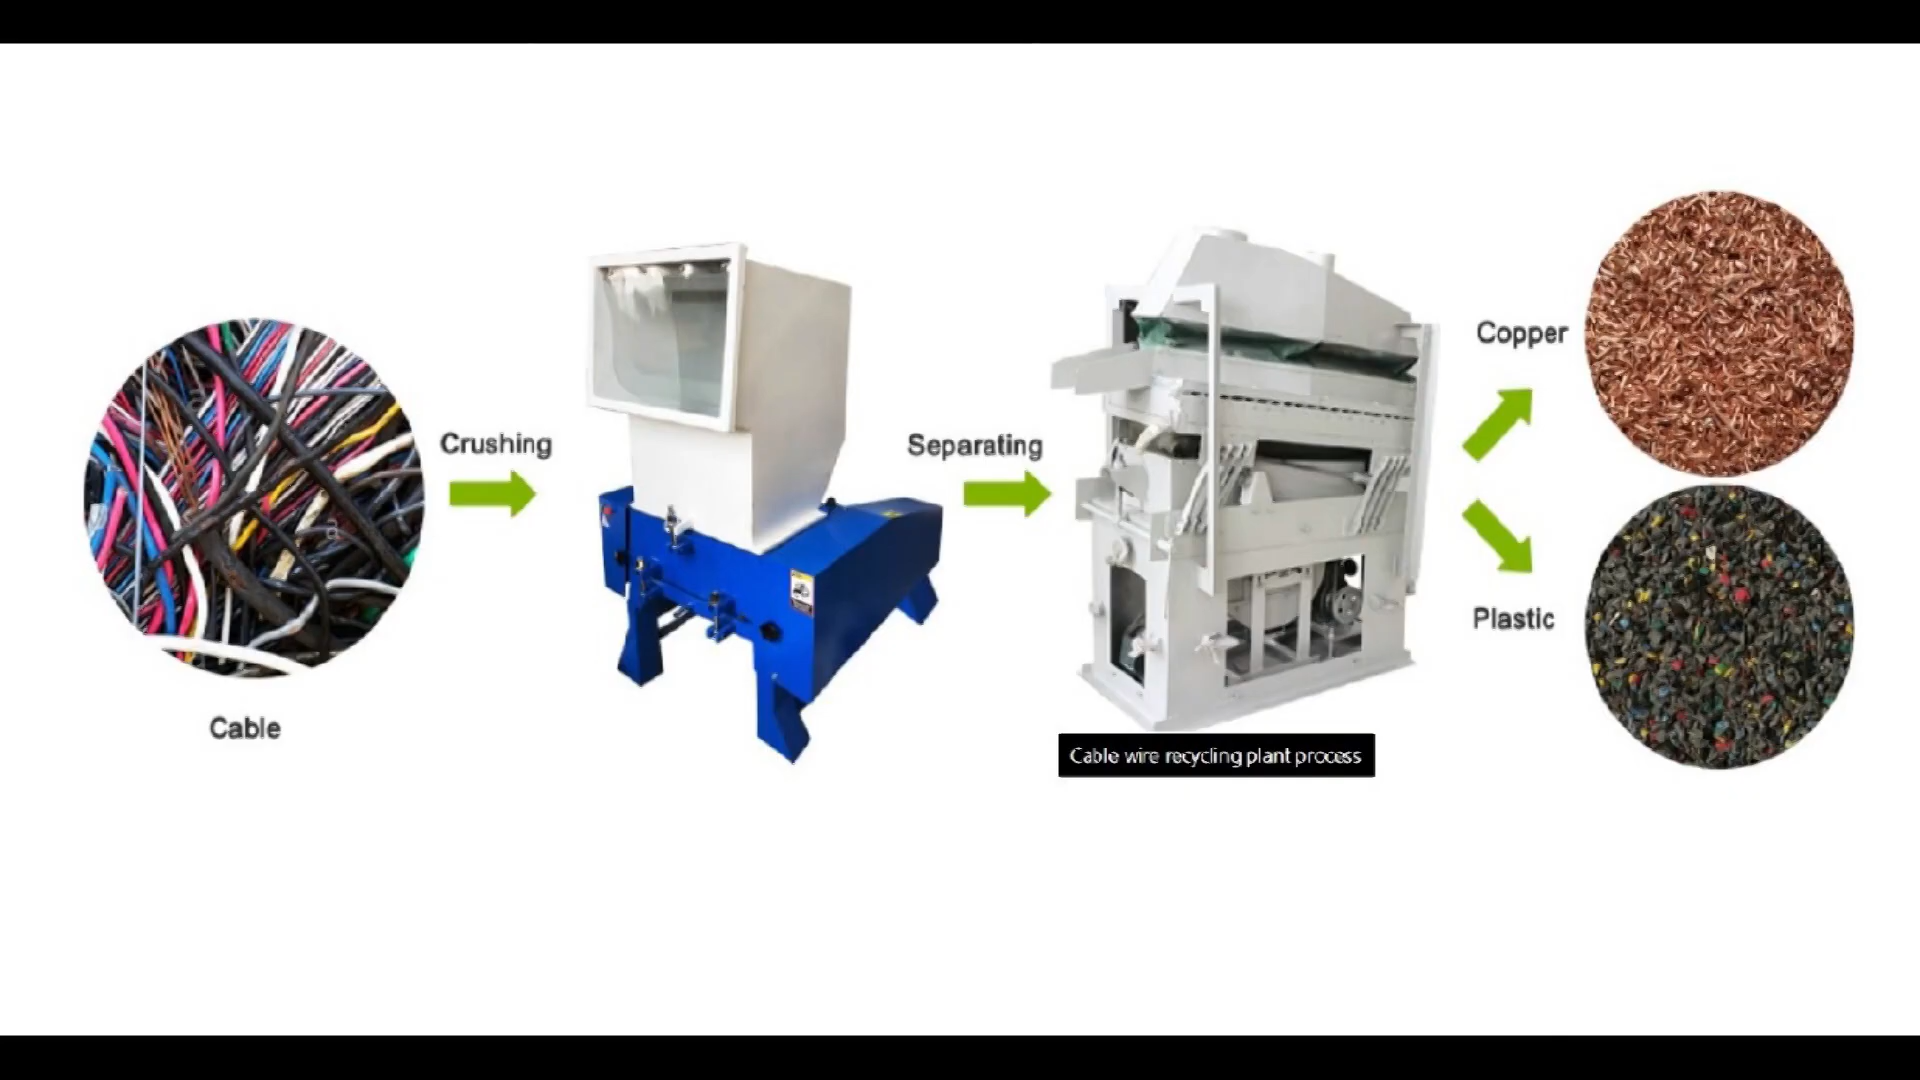 Cable
Crushing
Separating
Cable wire recycling plant process
Copper
Plastic